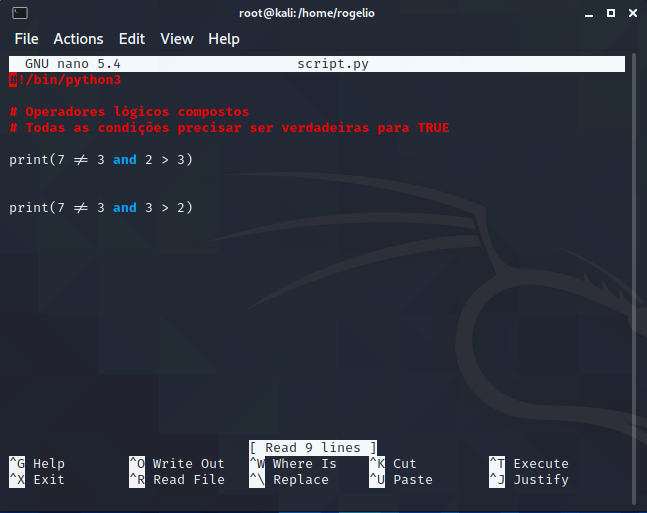 root@kali:/home/rogelio
File Actions Edit View Help
GNU nano 5.4 script.py
#!/bin/python3
# Operadores lógicos compostos
# Todas as condições precisar ser verdadeiras para TRUE
print(7 ≠ 3 and 2 > 3)
print(7 ≠ 3 and 3 > 2)
[ Read 9 lines ]
^G Help ^O Write Out ^W Where Is ^K Cut ^T Execute
^X Exit ^R Read File ^\ Replace ^U Paste ^J Justify